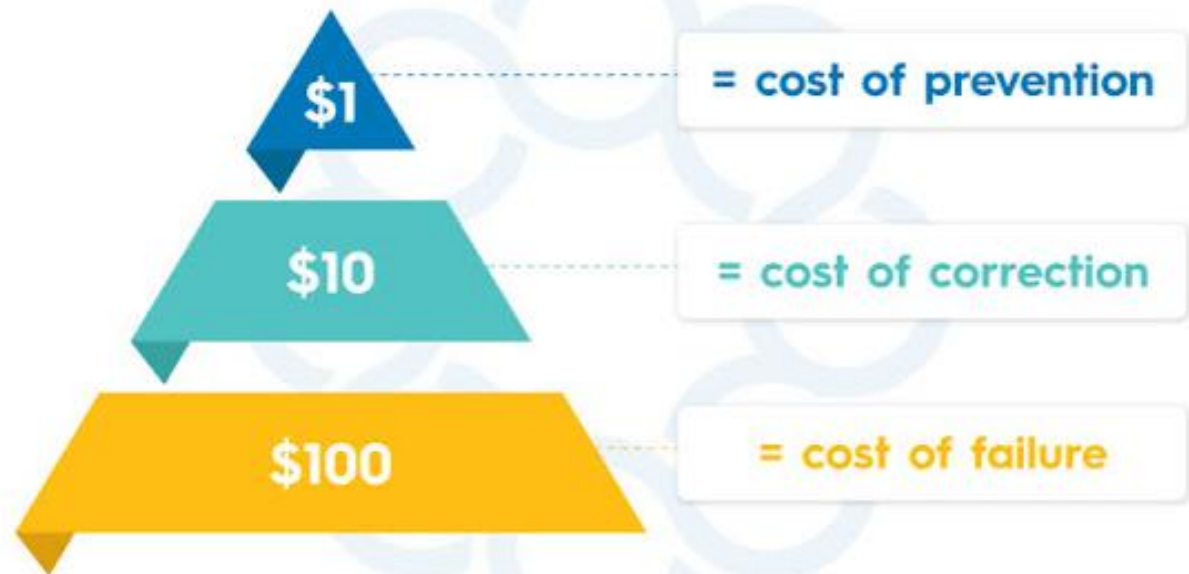 $1
= cost of prevention
$10
= cost of correction
$100
= cost of failure